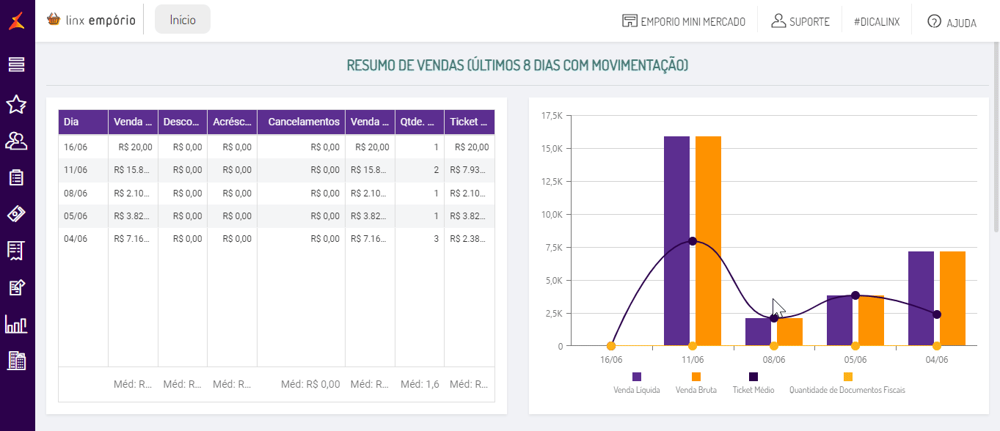 linx empório
Início
EMPORIO MINI MERCADO
SUPORTE
#DICALINX
AJUDA
RESUMO DE VENDAS (ÚLTIMOS 8 DIAS COM MOVIMENTAÇÃO)
Dia Venda ... Desco... Acrésc... Cancelamentos Venda ... Qtde. ... Ticket ...
16/06 R$ 20,00 R$ 0,00 R$ 0,00 R$ 0,00 R$ 20,00 1 R$ 20,00
11/06 R$ 15.8... R$ 0,00 R$ 0,00 R$ 0,00 R$ 15.8... 2 R$ 7.93...
08/06 R$ 2.10... R$ 0,00 R$ 0,00 R$ 0,00 R$ 2.10... 1 R$ 2.10...
05/06 R$ 3.82... R$ 0,00 R$ 0,00 R$ 0,00 R$ 3.82... 1 R$ 3.82...
04/06 R$ 7.16... R$ 0,00 R$ 0,00 R$ 0,00 R$ 7.16... 3 R$ 2.38...
Méd: R... Méd: R... Méd: R... Méd: R$ 0,00 Méd: R... Méd: 1,6 Méd: R...
17,5K
15,0K
12,5K
10,0K
7,5K
5,0K
2,5K
0
16/06 11/06 08/06 05/06 04/06
Venda Líquida Venda Bruta Ticket Médio Quantidade de Documentos Fiscais